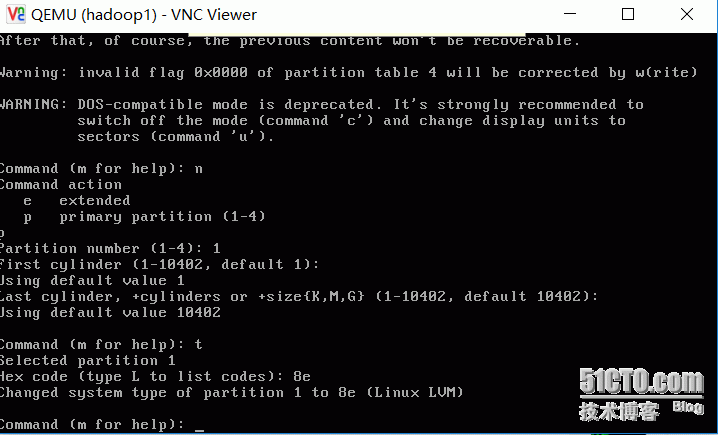 QEMU (hadoop1) - VNC Viewer
After that, of course, the previous content won't be recoverable.
Warning: invalid flag 0x0000 of partition table 4 will be corrected by w(rite)
WARNING: DOS-compatible mode is deprecated. It's strongly recommended to
switch off the mode (command 'c') and change display units to
sectors (command 'u').
Command (m for help): n
Command action
e   extended
p   primary partition (1-4)
p
Partition number (1-4): 1
First cylinder (1-10402, default 1):
Using default value 1
Last cylinder, +cylinders or +size{K,M,G} (1-10402, default 10402):
Using default value 10402
Command (m for help): t
Selected partition 1
Hex code (type L to list codes): 8e
Changed system type of partition 1 to 8e (Linux LVM)
Command (m for help): _
51CTO.com
技术博客 Blog